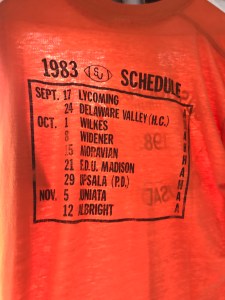 1983 SU SCHEDULE
SEPT. 17 LYCOMING
24 DELAWARE VALLEY (H.C.)
OCT. 1 WILKES
8 WIDENER
15 MORAVIAN
21 F.D.U. MADISON
29 UPSALA (P.D.)
NOV. 5 JUNIATA
12 ALBRIGHT